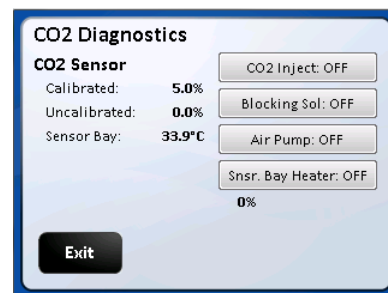 CO2 Diagnostics
CO2 Sensor
Calibrated: 5.0%
Uncalibrated: 0.0%
Sensor Bay: 33.9°C
CO2 Inject: OFF
Blocking Sol: OFF
Air Pump: OFF
Snsr. Bay Heater: OFF
0%
Exit